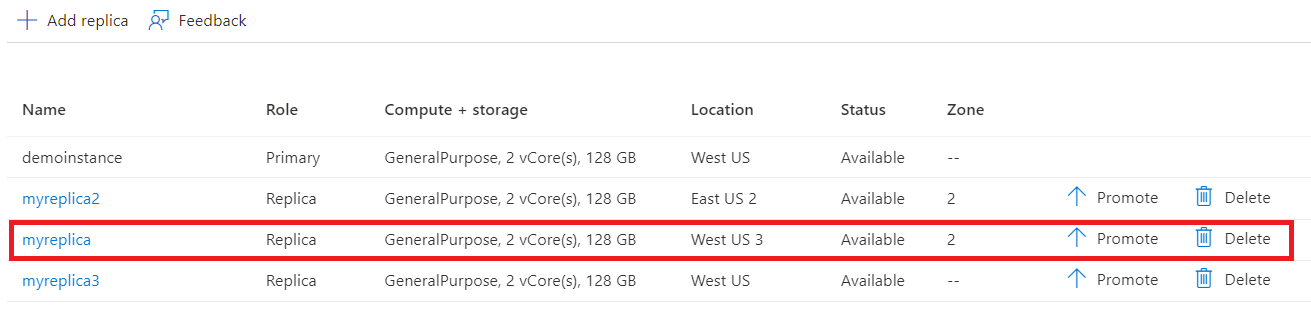 Add replica Feedback
Name Role Compute + storage Location Status Zone
demoinstance Primary GeneralPurpose, 2 vCore(s), 128 GB West US Available --
myreplica2 Replica GeneralPurpose, 2 vCore(s), 128 GB East US 2 Available 2 Promote Delete
myreplica Replica GeneralPurpose, 2 vCore(s), 128 GB West US 3 Available 2 Promote Delete
myreplica3 Replica GeneralPurpose, 2 vCore(s), 128 GB West US Available -- Promote Delete